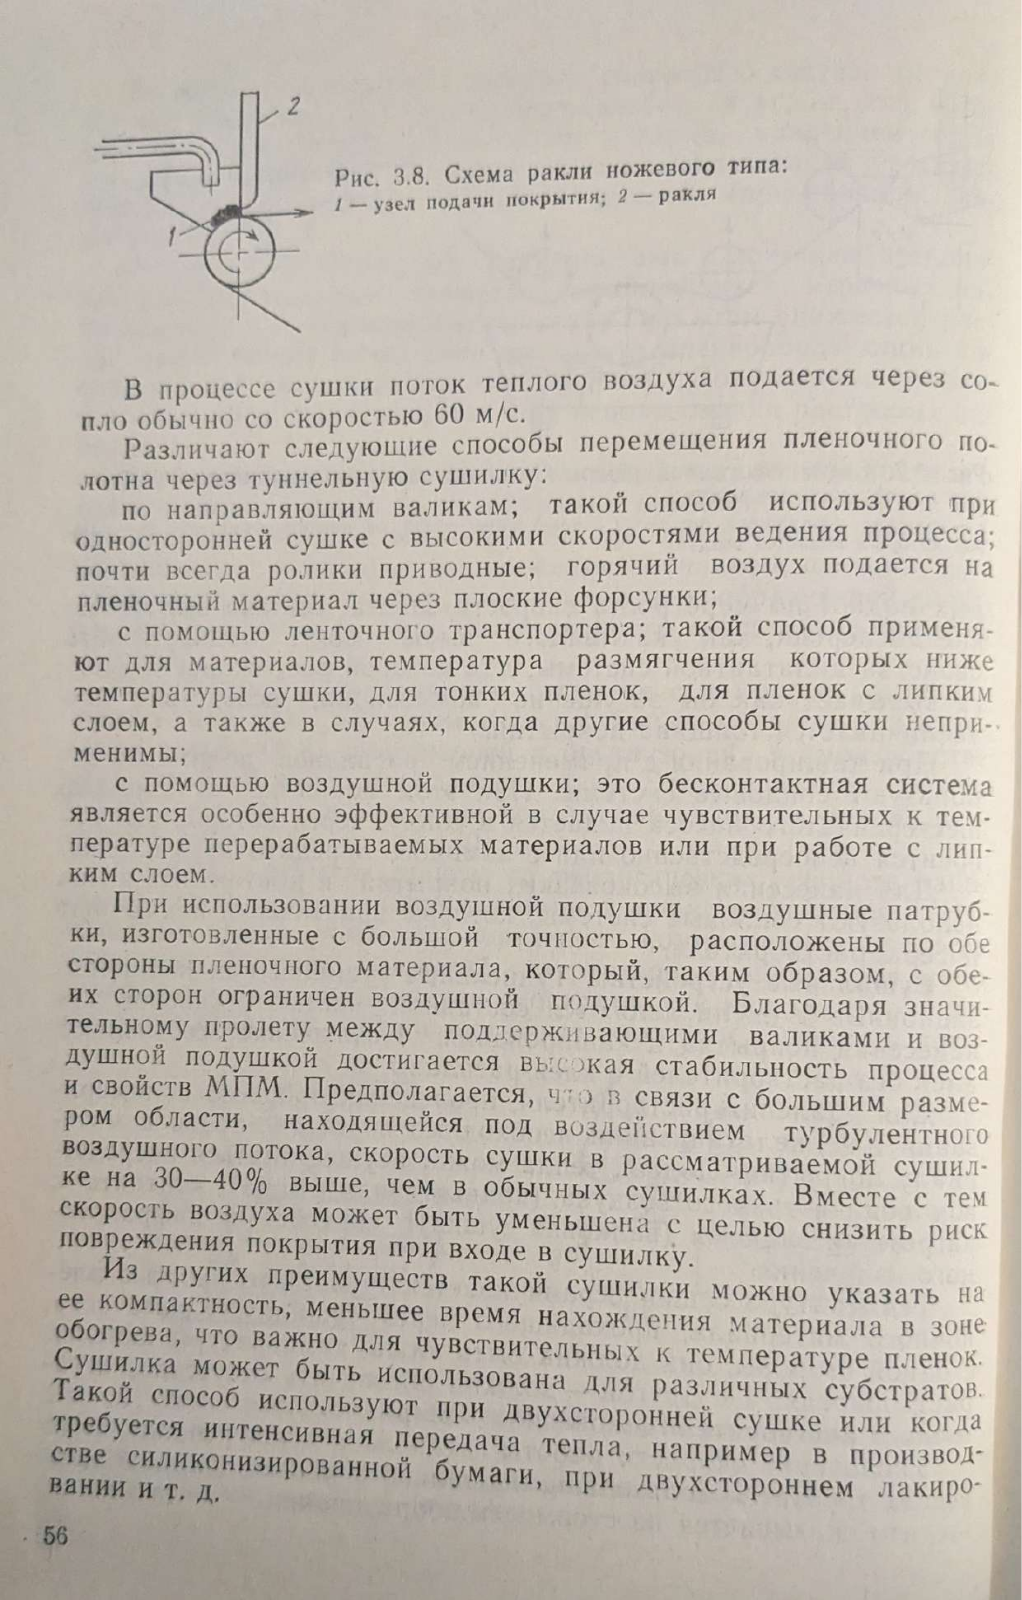 2
Рис. 3.8. Схема ракли ножевого типа:
1 — узел подачи покрытия; 2 — ракля
1
В процессе сушки поток теплого воздуха подается через со-
пло обычно со скоростью 60 м/с.
Различают следующие способы перемещения пленочного по-
лотна через туннельную сушилку:
по направляющим валикам; такой способ используют при
односторонней сушке с высокими скоростями ведения процесса;
почти всегда ролики приводные; горячий воздух подается на
пленочный материал через плоские форсунки;
с помощью ленточного транспортера; такой способ применя-
ют для материалов, температура размягчения которых ниже
температуры сушки, для тонких пленок, для пленок с липким
слоем, а также в случаях, когда другие способы сушки непри-
менимы;
с помощью воздушной подушки; это бесконтактная система
является особенно эффективной в случае чувствительных к тем-
пературе перерабатываемых материалов или при работе с лип-
ким слоем.
При использовании воздушной подушки воздушные патруб-
ки, изготовленные с большой точностью, расположены по обе
стороны пленочного материала, который, таким образом, с обе-
их сторон ограничен воздушной подушкой. Благодаря значи-
тельному пролету между поддерживающими валиками и воз-
душной подушкой достигается высокая стабильность процесса
и свойств МПМ. Предполагается, что в связи с большим разме-
ром области, находящейся под воздействием турбулентного
воздушного потока, скорость сушки в рассматриваемой сушил-
ке на 30—40% выше, чем в обычных сушилках. Вместе с тем
скорость воздуха может быть уменьшена с целью снизить риск
повреждения покрытия при входе в сушилку.
Из других преимуществ такой сушилки можно указать на
ее компактность, меньшее время нахождения материала в зоне
обогрева, что важно для чувствительных к температуре пленок.
Сушилка может быть использована для различных субстратов.
Такой способ используют при двухсторонней сушке или когда
требуется интенсивная передача тепла, например в производ-
стве силиконизированной бумаги, при двухстороннем лакиро-
вании и т. д.
56